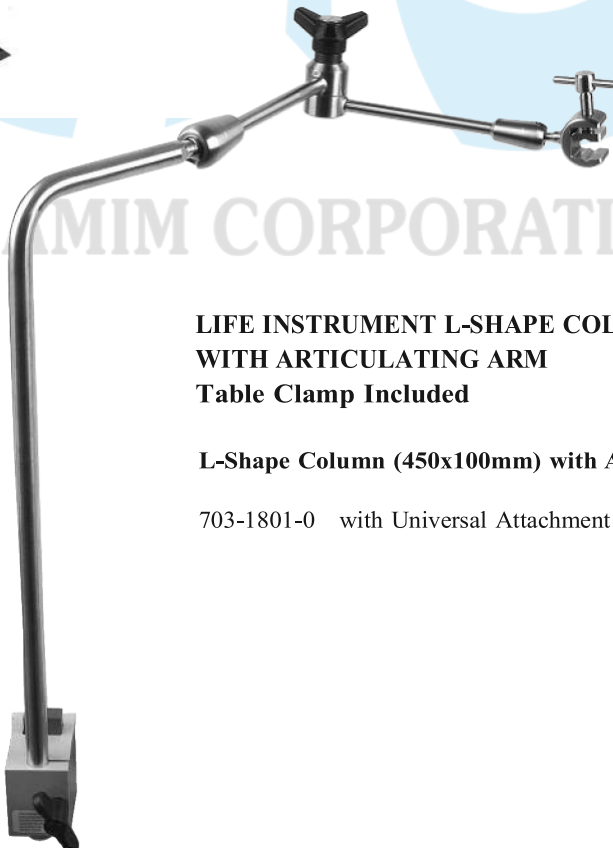 AMIM CORPORATI
LIFE INSTRUMENT L-SHAPE COL
WITH ARTICULATING ARM
Table Clamp Included
L-Shape Column (450x100mm) with A
703-1801-0 with Universal Attachment